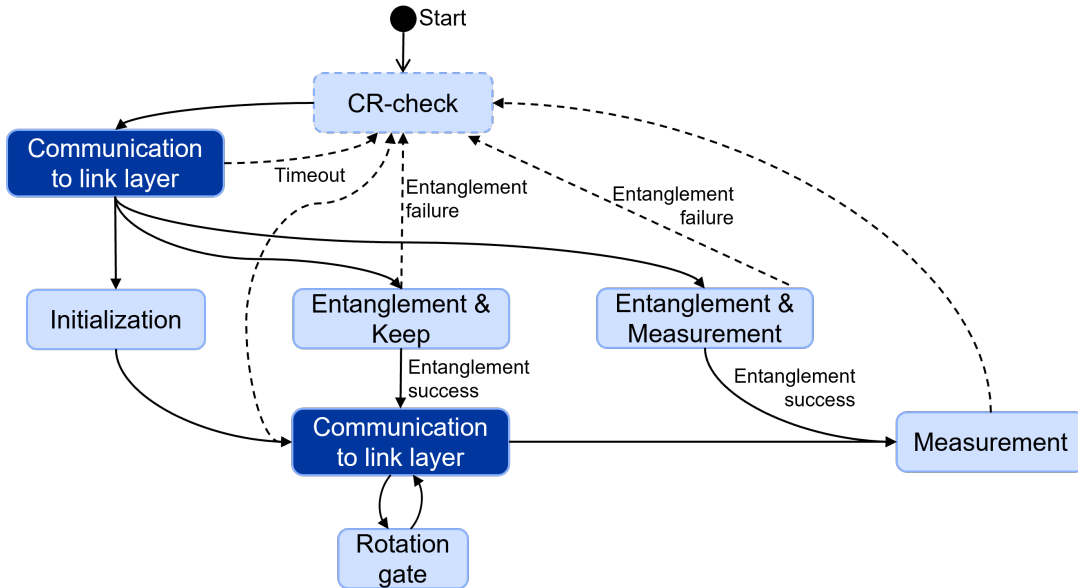 Start
CR-check
Communication
to link layer
Timeout
Entanglement
failure
Entanglement
failure
Initialization
Entanglement &
Keep
Entanglement &
Measurement
Entanglement
success
Entanglement
success
Communication
to link layer
Measurement
Rotation
gate